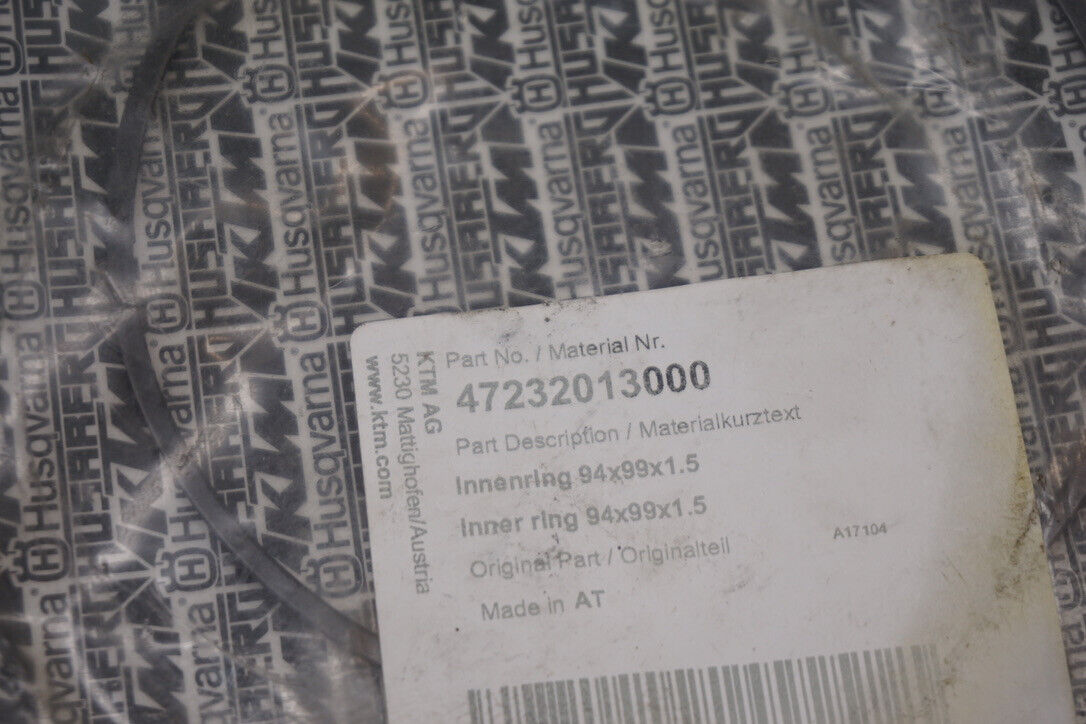 KTM AG
5230 Mattighofen/Austria
www.ktm.com
Part No. / Material Nr.
47232013000
Part Description / Materialkurztext
Innenring 94x99x1.5
Inner ring 94x99x1.5
Original Part / Originalteil
A17104
Made in AT
Husqvarna
KTM
HUSABERG